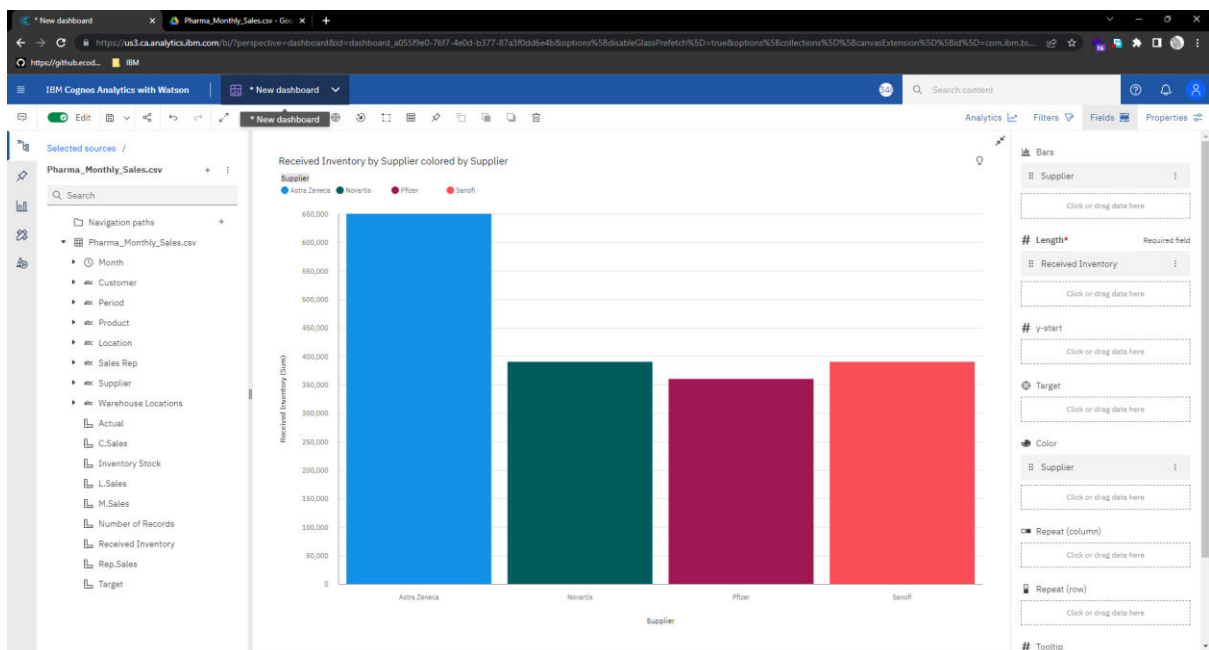 * New dashboard
Pharma_Monthly_Sales.csv - Goo
https://us3.ca.analytics.ibm.com/bi/?perspective=dashboard&id=dashboard_a055f9e0-76f7-4e0d-b377-87a3f0dd6e4b&options%5BdisableGlassPrefetch%5D=true&options%5Bcollections%5D%5BcanvasExtension%5D%5Bid%5D=com.ibm.bi...
https://github.ecod...
IBM
IBM Cognos Analytics with Watson
* New dashboard
Search content
Edit
* New dashboard
Analytics
Filters
Fields
Properties
Selected sources /
Pharma_Monthly_Sales.csv
Search
Navigation paths
Pharma_Monthly_Sales.csv
Month
abc Customer
abc Period
abc Product
abc Location
abc Sales Rep
abc Supplier
abc Warehouse Locations
Actual
C.Sales
Inventory Stock
L.Sales
M.Sales
Number of Records
Received Inventory
Rep.Sales
Target
Received Inventory by Supplier colored by Supplier
Supplier
Astra Zeneca Novartis Pfizer Sanofi
650,000
600,000
550,000
500,000
450,000
400,000
350,000
300,000
250,000
200,000
150,000
100,000
50,000
0
Received Inventory (Sum)
Astra Zeneca Novartis Pfizer Sanofi
Supplier
Bars
Supplier
Click or drag data here
# Length* Required field
Received Inventory
Click or drag data here
# y-start
Click or drag data here
Target
Click or drag data here
Color
Supplier
Click or drag data here
Repeat (column)
Click or drag data here
Repeat (row)
Click or drag data here
# Tooltip